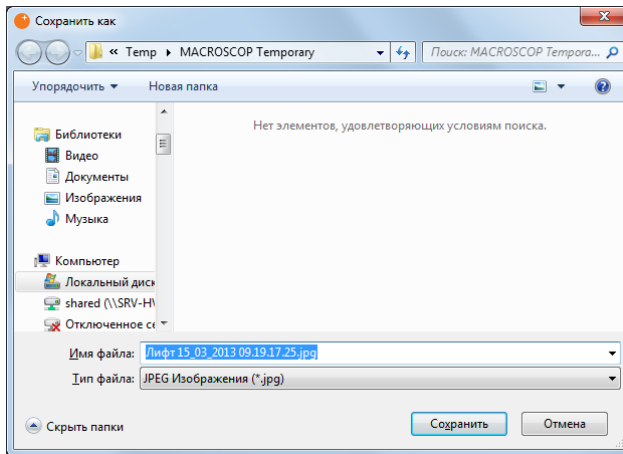 Сохранить как
« Temp ▸ MACROSCOP Temporary
Поиск: MACROSCOP Tempora...
Упорядочить
Новая папка
Нет элементов, удовлетворяющих условиям поиска.
Библиотеки
Видео
Документы
Изображения
Музыка
Компьютер
Локальный диск
shared (\\SRV-H\
Отключенное се
Имя файла: Лифт 15_03_2013 09.19.17.25.jpg
Тип файла: JPEG Изображения (*.jpg)
Скрыть папки
Сохранить
Отмена